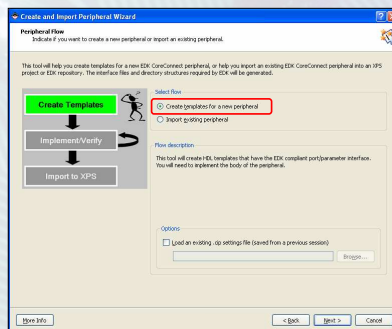 Create and Import Peripheral Wizard
Peripheral Flow
Indicate if you want to create a new peripheral or import an existing peripheral.
This tool will help you create templates for a new EDK CoreConnect peripheral, or help you import an existing EDK CoreConnect peripheral into an XPS
project or EDK repository. The interface files and directory structures required by EDK will be generated.
Create Templates
Implement/Verify
Import to XPS
Select flow
Create templates for a new peripheral
Import existing peripheral
Flow description
This tool will create HDL templates that have the EDK compliant port/parameter interface.
You will need to implement the body of the peripheral.
Options
Load an existing .cip settings file (saved from a previous session)
Browse...
More Info
< Back
Next >
Cancel